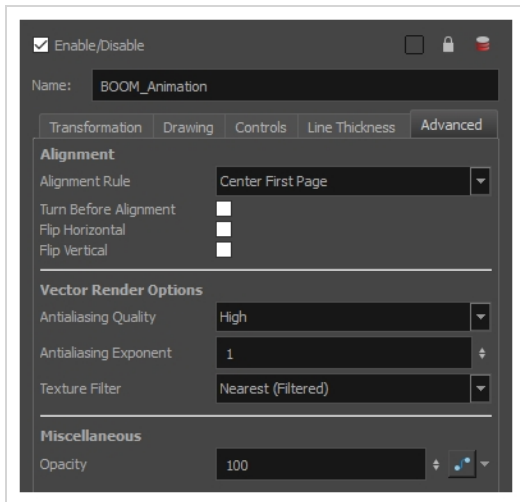 Enable/Disable
Name: BOOM_Animation
Transformation Drawing Controls Line Thickness Advanced
Alignment
Alignment Rule Center First Page
Turn Before Alignment
Flip Horizontal
Flip Vertical
Vector Render Options
Antialiasing Quality High
Antialiasing Exponent 1
Texture Filter Nearest (Filtered)
Miscellaneous
Opacity 100